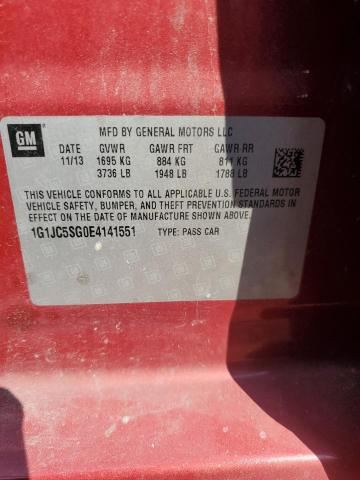 GM
MFD BY GENERAL MOTORS LLC
DATE GVWR GAWR FRT GAWR RR
11/13 1695 KG 884 KG 811 KG
3736 LB 1948 LB 1788 LB
THIS VEHICLE CONFORMS TO ALL APPLICABLE U.S. FEDERAL MOTOR
VEHICLE SAFETY, BUMPER, AND THEFT PREVENTION STANDARDS
IN EFFECT ON THE DATE OF MANUFACTURE SHOWN ABOVE.
1G1JC5SG0E4141551 TYPE: PASS CAR